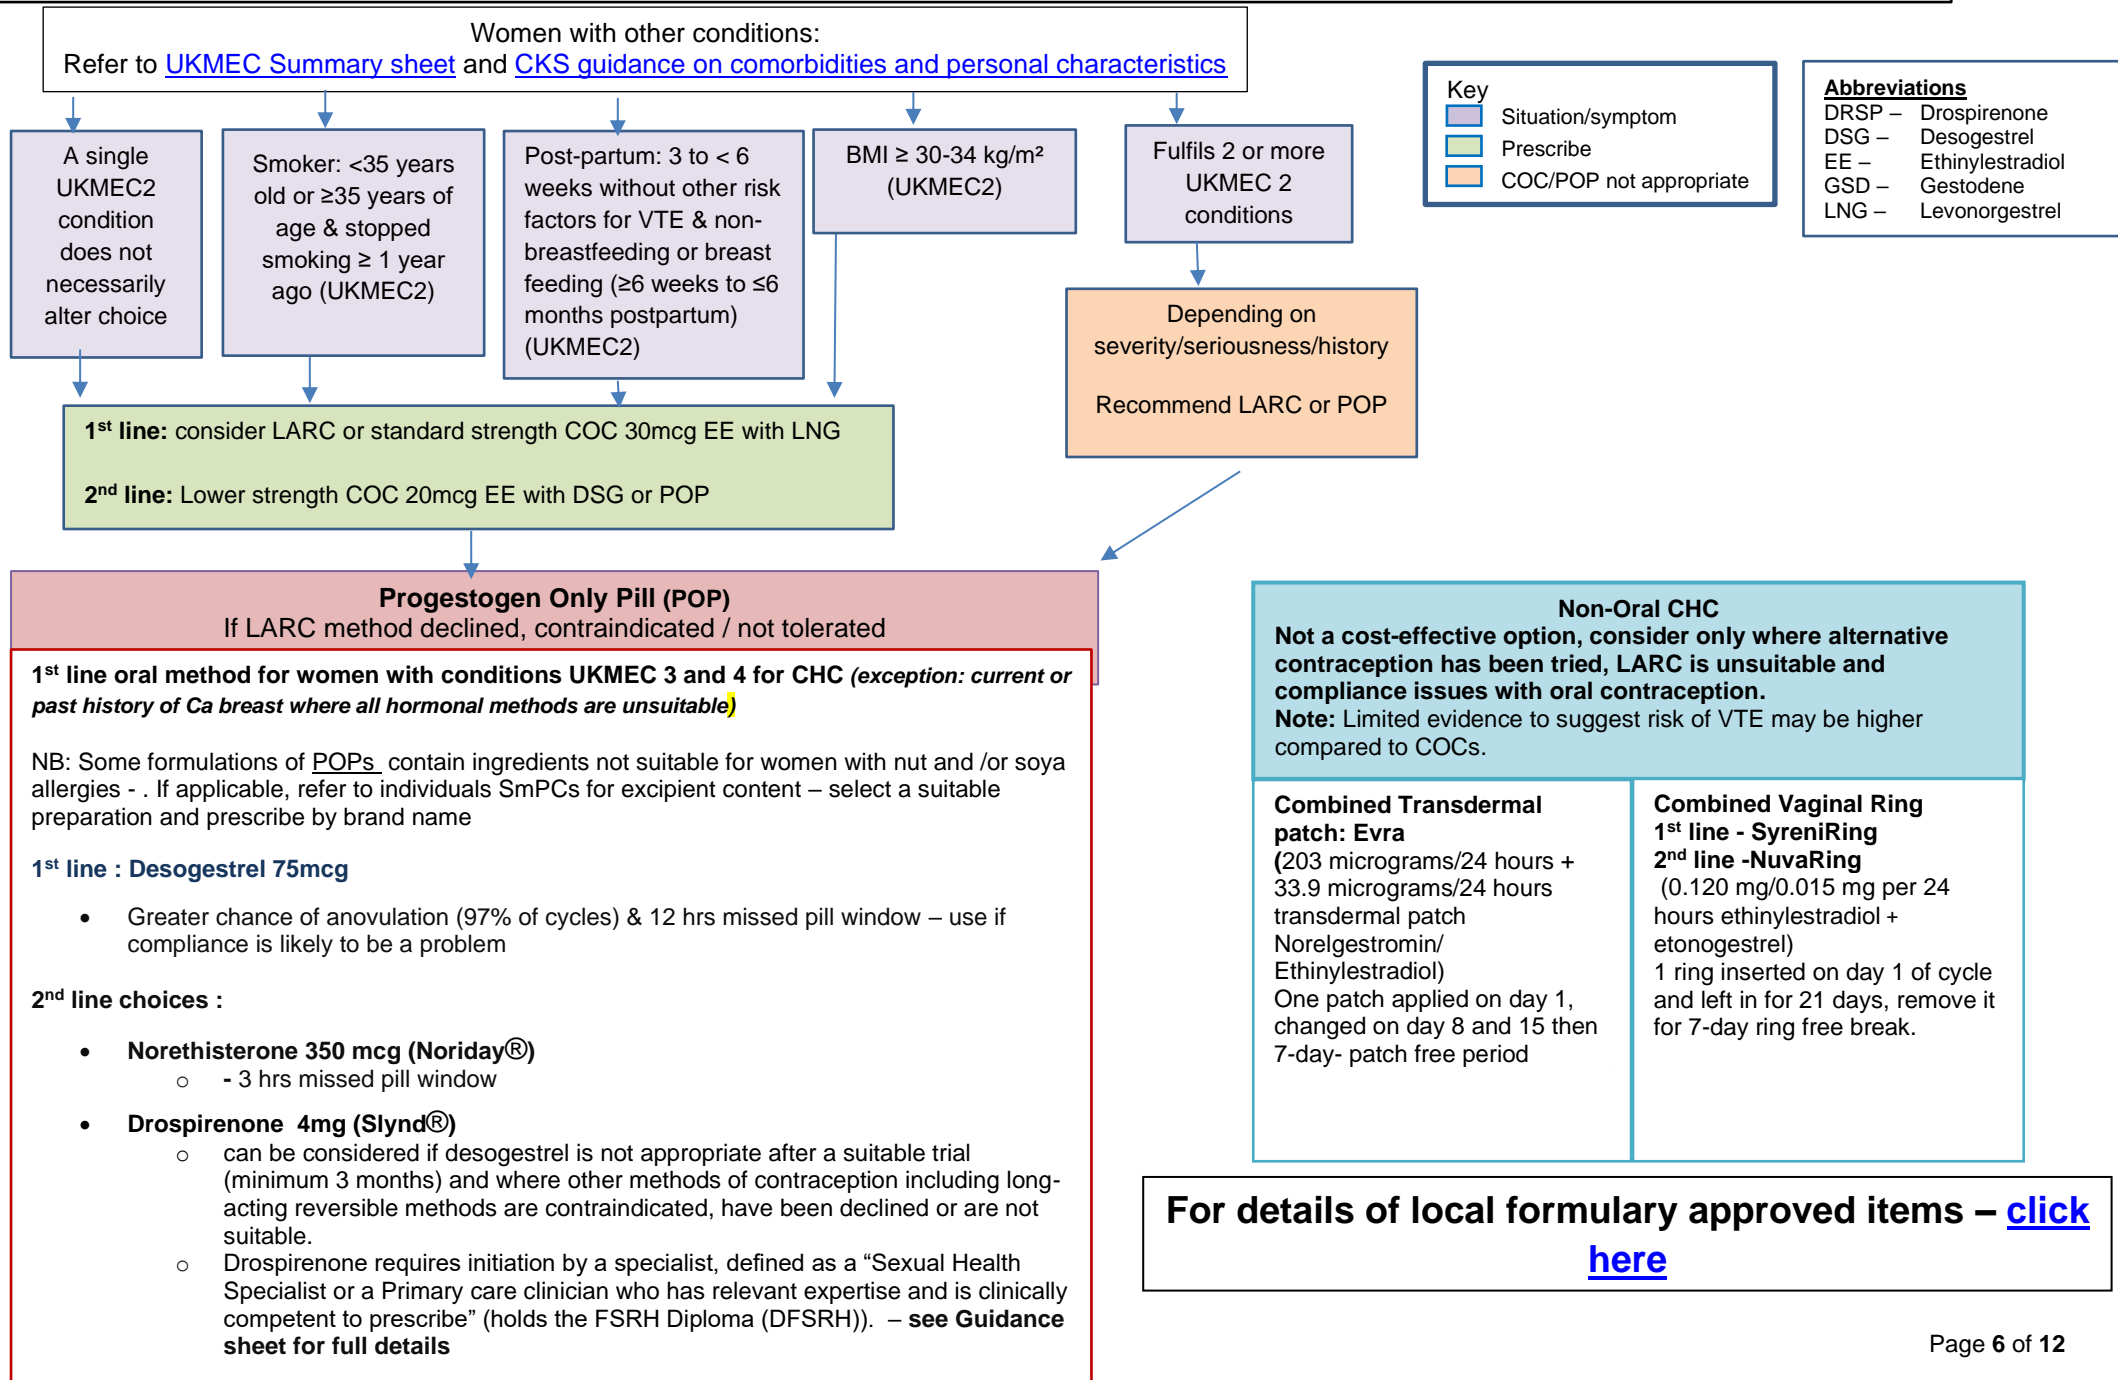 Women with other conditions:
Refer to UKMEC Summary sheet and CKS guidance on comorbidities and personal characteristics
Key
Situation/symptom
Prescribe
COC/POP not appropriate
Abbreviations
DRSP – Drospirenone
DSG – Desogestrel
EE – Ethinylestradiol
GSD – Gestodene
LNG – Levonorgestrel
A single
UKMEC2
condition
does not
necessarily
alter choice
Smoker: <35 years
old or ≥35 years of
age & stopped
smoking ≥ 1 year
ago (UKMEC2)
Post-partum: 3 to < 6
weeks without other risk
factors for VTE & non-
breastfeeding or breast
feeding (≥6 weeks to ≤6
months postpartum)
(UKMEC2)
BMI ≥ 30-34 kg/m²
(UKMEC2)
Fulfils 2 or more
UKMEC 2
conditions
Depending on
severity/seriousness/history
Recommend LARC or POP
1st line: consider LARC or standard strength COC 30mcg EE with LNG
2nd line: Lower strength COC 20mcg EE with DSG or POP
Progestogen Only Pill (POP)
If LARC method declined, contraindicated / not tolerated
1st line oral method for women with conditions UKMEC 3 and 4 for CHC (exception: current or
past history of Ca breast where all hormonal methods are unsuitable)
NB: Some formulations of POPs contain ingredients not suitable for women with nut and /or soya
allergies - . If applicable, refer to individuals SmPCs for excipient content – select a suitable
preparation and prescribe by brand name
1st line : Desogestrel 75mcg
• Greater chance of anovulation (97% of cycles) & 12 hrs missed pill window – use if
compliance is likely to be a problem
2nd line choices :
• Norethisterone 350 mcg (Noriday®)
o - 3 hrs missed pill window
• Drospirenone 4mg (Slynd®)
o can be considered if desogestrel is not appropriate after a suitable trial
(minimum 3 months) and where other methods of contraception including long-
acting reversible methods are contraindicated, have been declined or are not
suitable.
o Drospirenone requires initiation by a specialist, defined as a “Sexual Health
Specialist or a Primary care clinician who has relevant expertise and is clinically
competent to prescribe” (holds the FSRH Diploma (DFSRH)). – see Guidance
sheet for full details
Non-Oral CHC
Not a cost-effective option, consider only where alternative
contraception has been tried, LARC is unsuitable and
compliance issues with oral contraception.
Note: Limited evidence to suggest risk of VTE may be higher
compared to COCs.
Combined Transdermal
patch: Evra
(203 micrograms/24 hours +
33.9 micrograms/24 hours
transdermal patch
Norelgestromin/
Ethinylestradiol)
One patch applied on day 1,
changed on day 8 and 15 then
7-day- patch free period
Combined Vaginal Ring
1st line - SyreniRing
2nd line -NuvaRing
(0.120 mg/0.015 mg per 24
hours ethinylestradiol +
etonogestrel)
1 ring inserted on day 1 of cycle
and left in for 21 days, remove it
for 7-day ring free break.
For details of local formulary approved items – click
here
Page 6 of 12